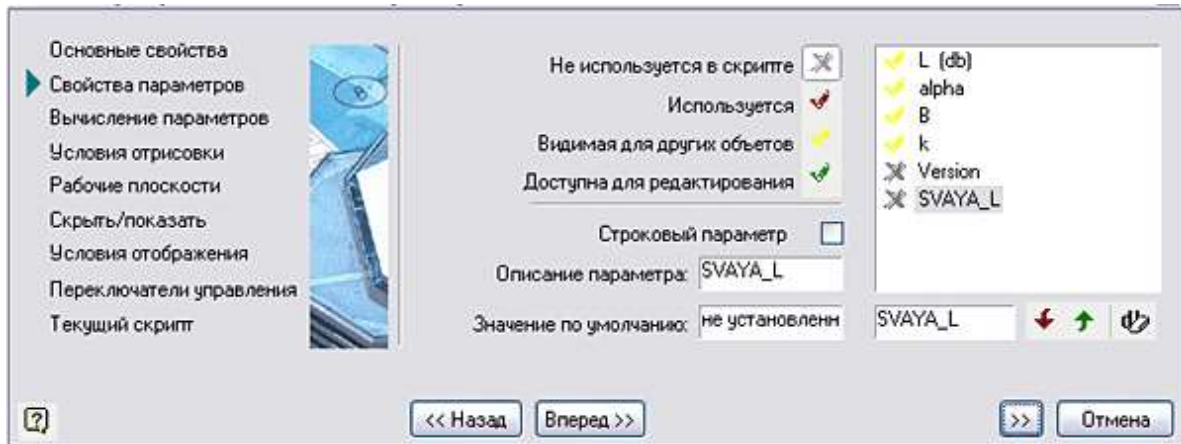 Основные свойства
Свойства параметров
Вычисление параметров
Условия отрисовки
Рабочие плоскости
Скрыть/показать
Условия отображения
Переключатели управления
Текущий скрипт
B
Не используется в скрипте
Используется
Видимая для других объетов
Доступна для редактирования
Строковый параметр
Описание параметра: SVAYA_L
Значение по умолчанию: не установленн
L (db)
alpha
B
k
Version
SVAYA_L
SVAYA_L
<< Назад
Вперед >>
>>
Отмена